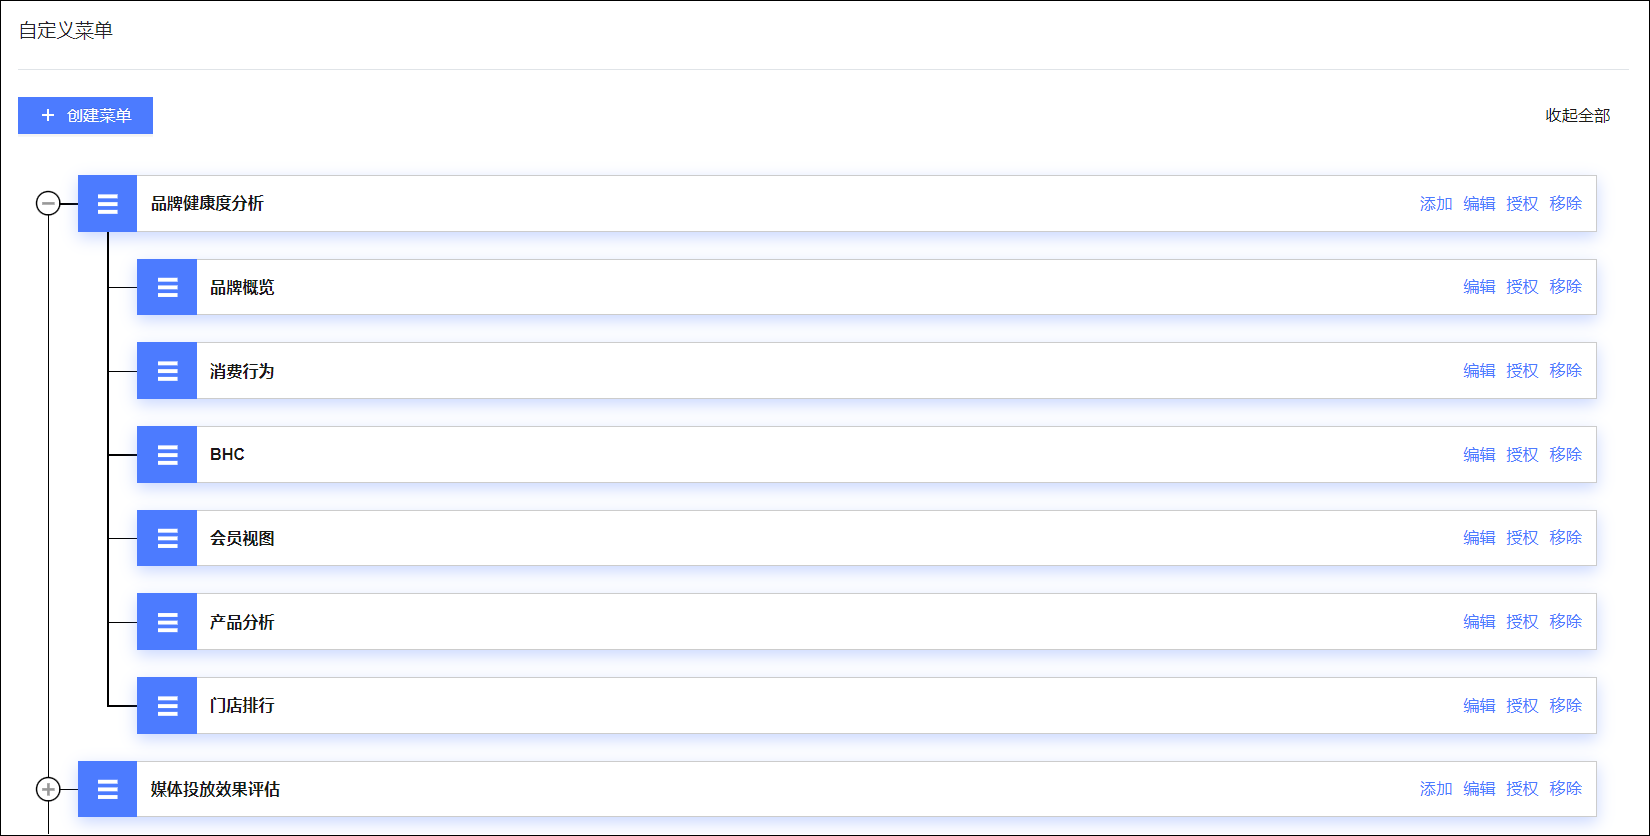 自定义菜单
+ 创建菜单 收起全部
品牌健康度分析 添加 编辑 授权 移除
品牌概览 编辑 授权 移除
消费行为 编辑 授权 移除
BHC 编辑 授权 移除
会员视图 编辑 授权 移除
产品分析 编辑 授权 移除
门店排行 编辑 授权 移除
媒体投放效果评估 添加 编辑 授权 移除